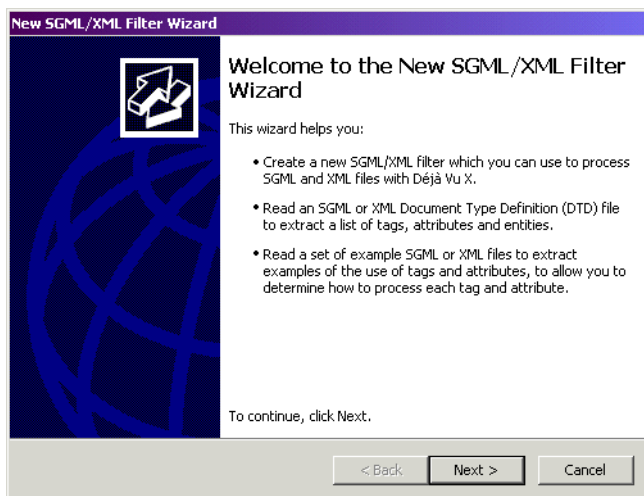 New SGML/XML Filter Wizard
Welcome to the New SGML/XML Filter
Wizard
This wizard helps you:
• Create a new SGML/XML filter which you can use to process
SGML and XML files with Déjà Vu X.
• Read an SGML or XML Document Type Definition (DTD) file
to extract a list of tags, attributes and entities.
• Read a set of example SGML or XML files to extract
examples of the use of tags and attributes, to allow you to
determine how to process each tag and attribute.
To continue, click Next.
< Back
Next >
Cancel